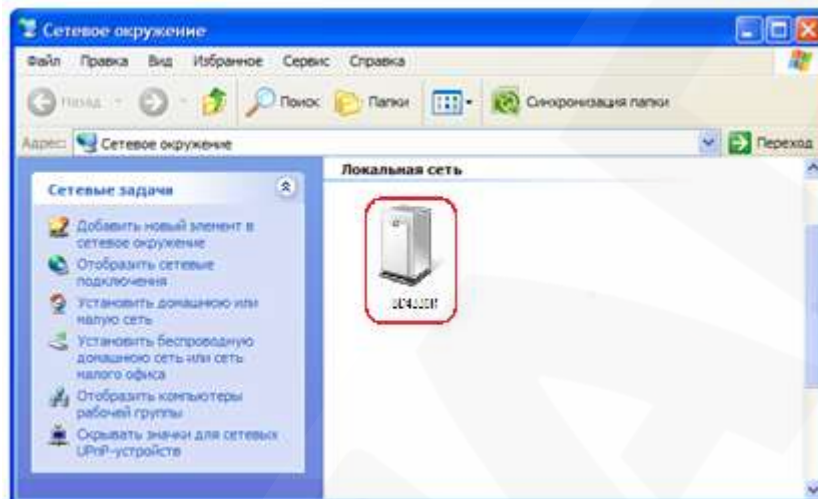 Сетевое окружение
Файл Правка Вид Избранное Сервис Справка
Назад Поиск Папки Синхронизация папки
Адрес: Сетевое окружение Переход
Локальная сеть
Сетевые задачи
Добавить новый элемент в
сетевое окружение
Отобразить сетевые
подключения
Установить домашнюю или
малую сеть
Установить беспроводную
домашнюю сеть или сеть
малого офиса
Отобразить компьютеры
рабочей группы
Скрывать значки для сетевых
UPnP-устройств